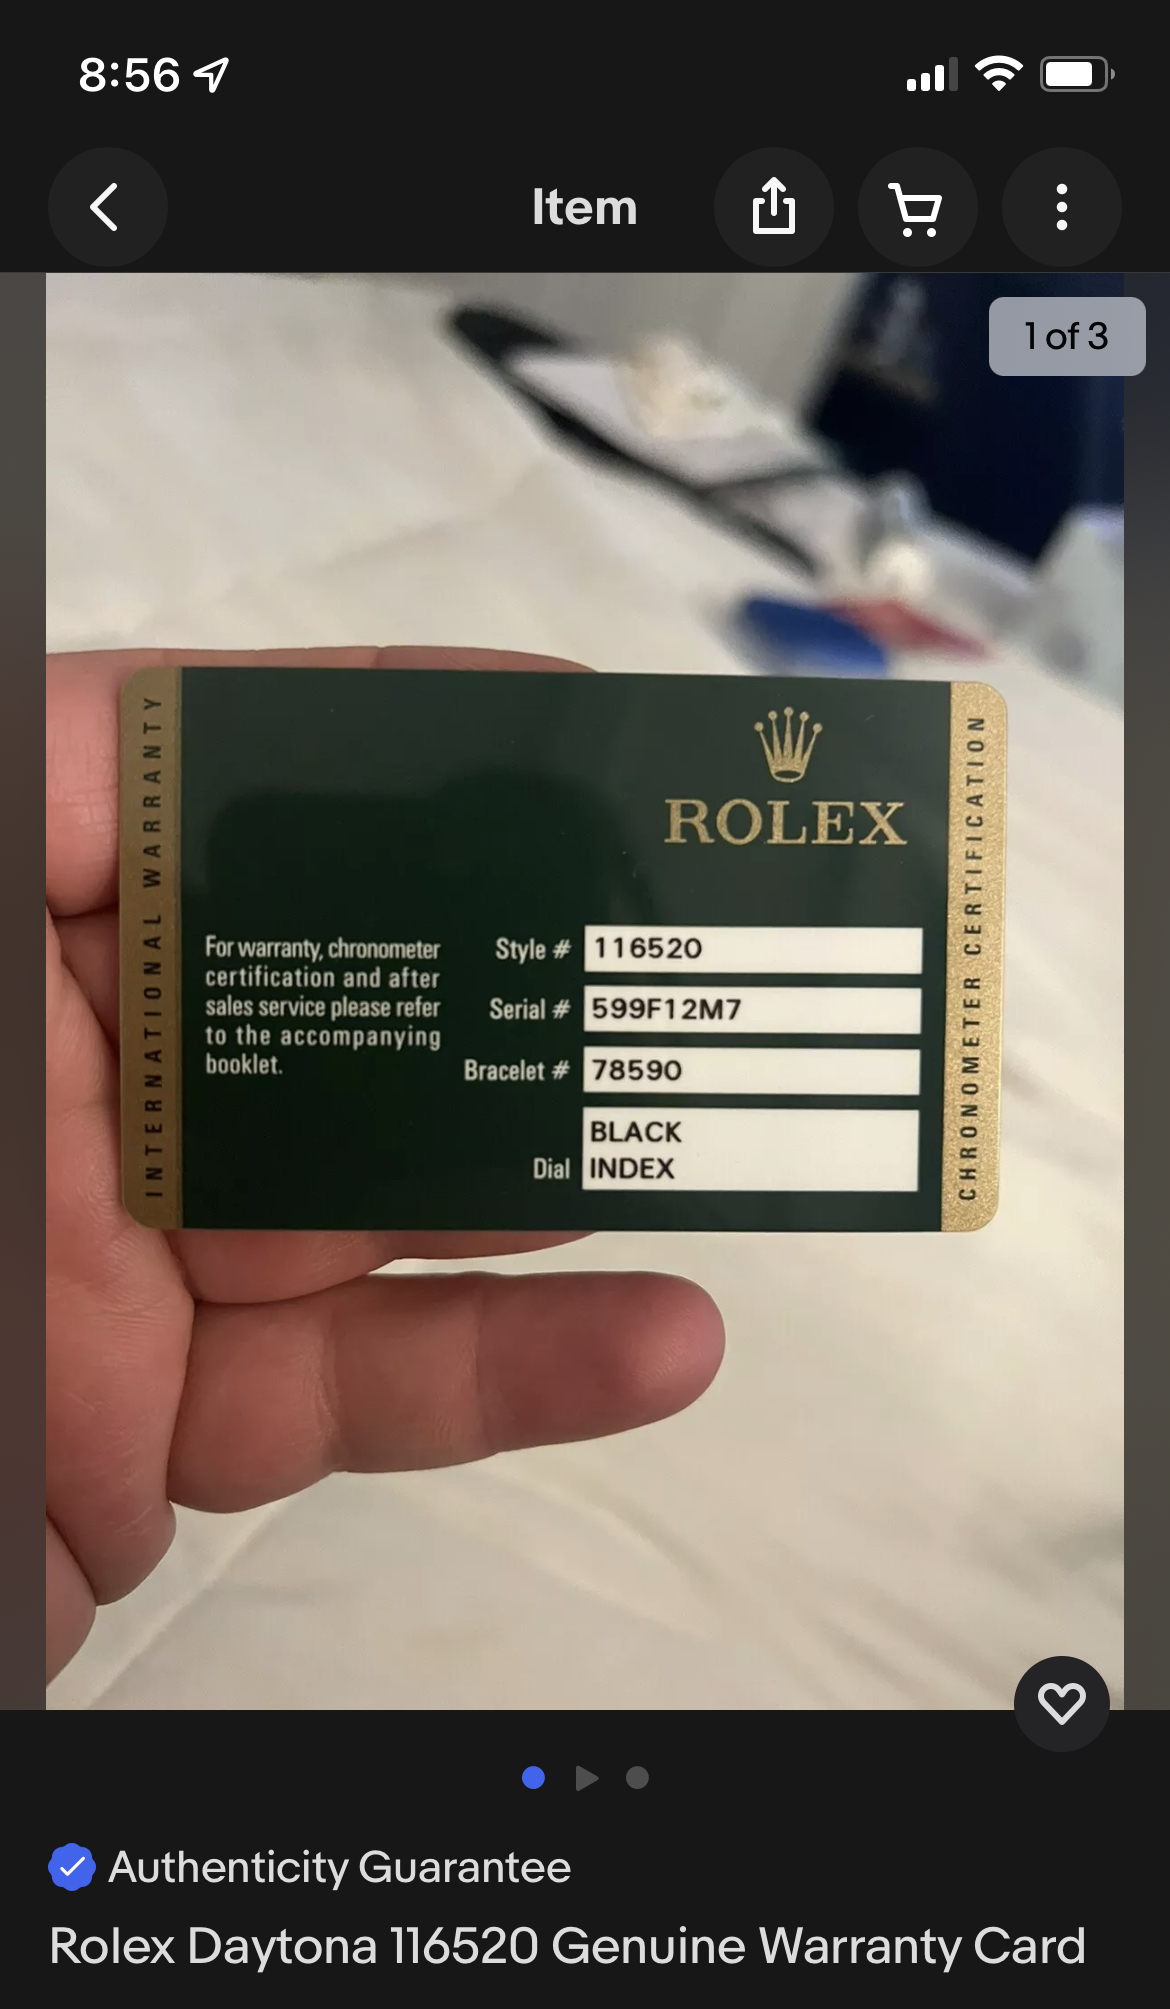 8:56
Item
1 of 3
INTERNATIONAL WARRANTY
ROLEX
CHRONOMETER CERTIFICATION
For warranty, chronometer
certification and after
sales service please refer
to the accompanying
booklet.
Style # 116520
Serial # 599F12M7
Bracelet # 78590
Dial BLACK
INDEX
Authenticity Guarantee
Rolex Daytona 116520 Genuine Warranty Card